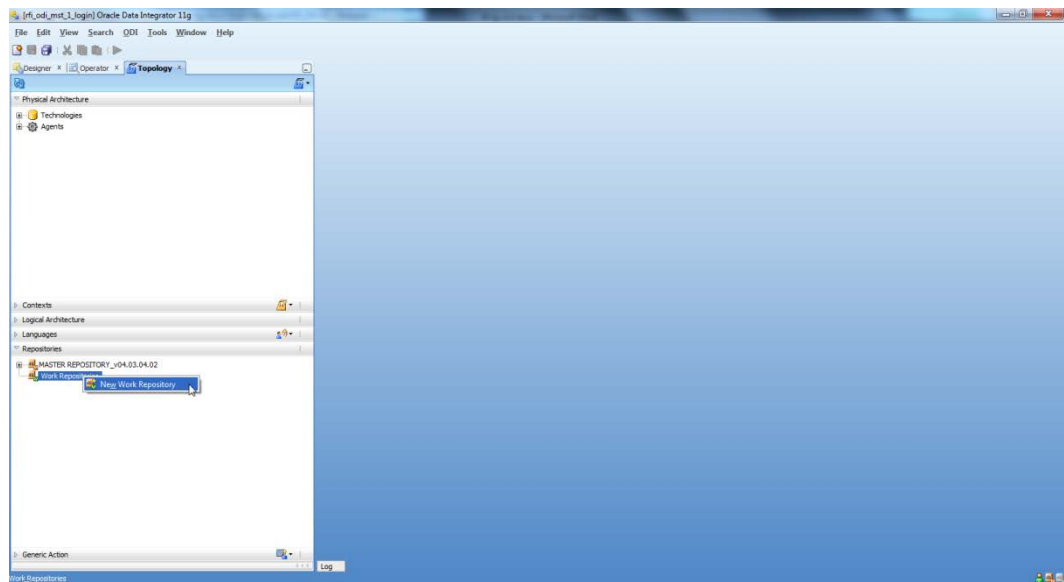 [rfi_odi_mst_1_login] Oracle Data Integrator 11g
File Edit View Search ODI Tools Window Help
Designer Operator Topology
Physical Architecture
Technologies
Agents
Contexts
Logical Architecture
Languages
Repositories
MASTER REPOSITORY_v04.03.04.02
Work Repositories
New Work Repository
Generic Action
Log
Work Repositories